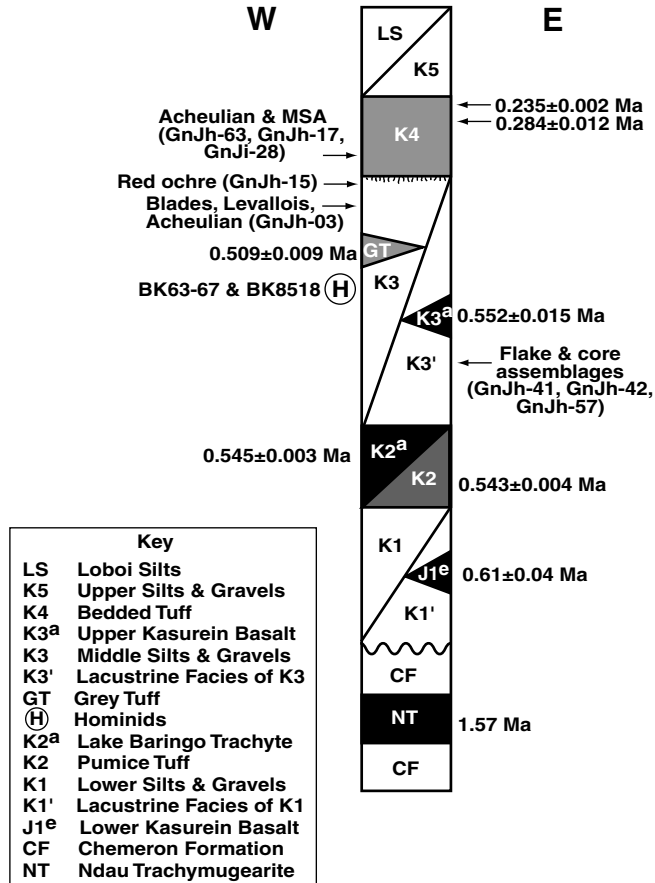 W
E
LS
K5
0.235±0.002 Ma
0.284±0.012 Ma
Acheulian & MSA
(GnJh-63, GnJh-17,
GnJi-28)
K4
Red ochre (GnJh-15)
Blades, Levallois,
Acheulian (GnJh-03)
0.509±0.009 Ma
GT
K3
BK63-67 & BK8518 H
K3a
0.552±0.015 Ma
K3'
Flake & core
assemblages
(GnJh-41, GnJh-42,
GnJh-57)
0.545±0.003 Ma
K2a
K2
0.543±0.004 Ma
K1
J1e
0.61±0.04 Ma
K1'
CF
NT
1.57 Ma
CF
Key
LS Loboi Silts
K5 Upper Silts & Gravels
K4 Bedded Tuff
K3a Upper Kasurein Basalt
K3 Middle Silts & Gravels
K3' Lacustrine Facies of K3
GT Grey Tuff
H Hominids
K2a Lake Baringo Trachyte
K2 Pumice Tuff
K1 Lower Silts & Gravels
K1' Lacustrine Facies of K1
J1e Lower Kasurein Basalt
CF Chemeron Formation
NT Ndau Trachymugearite